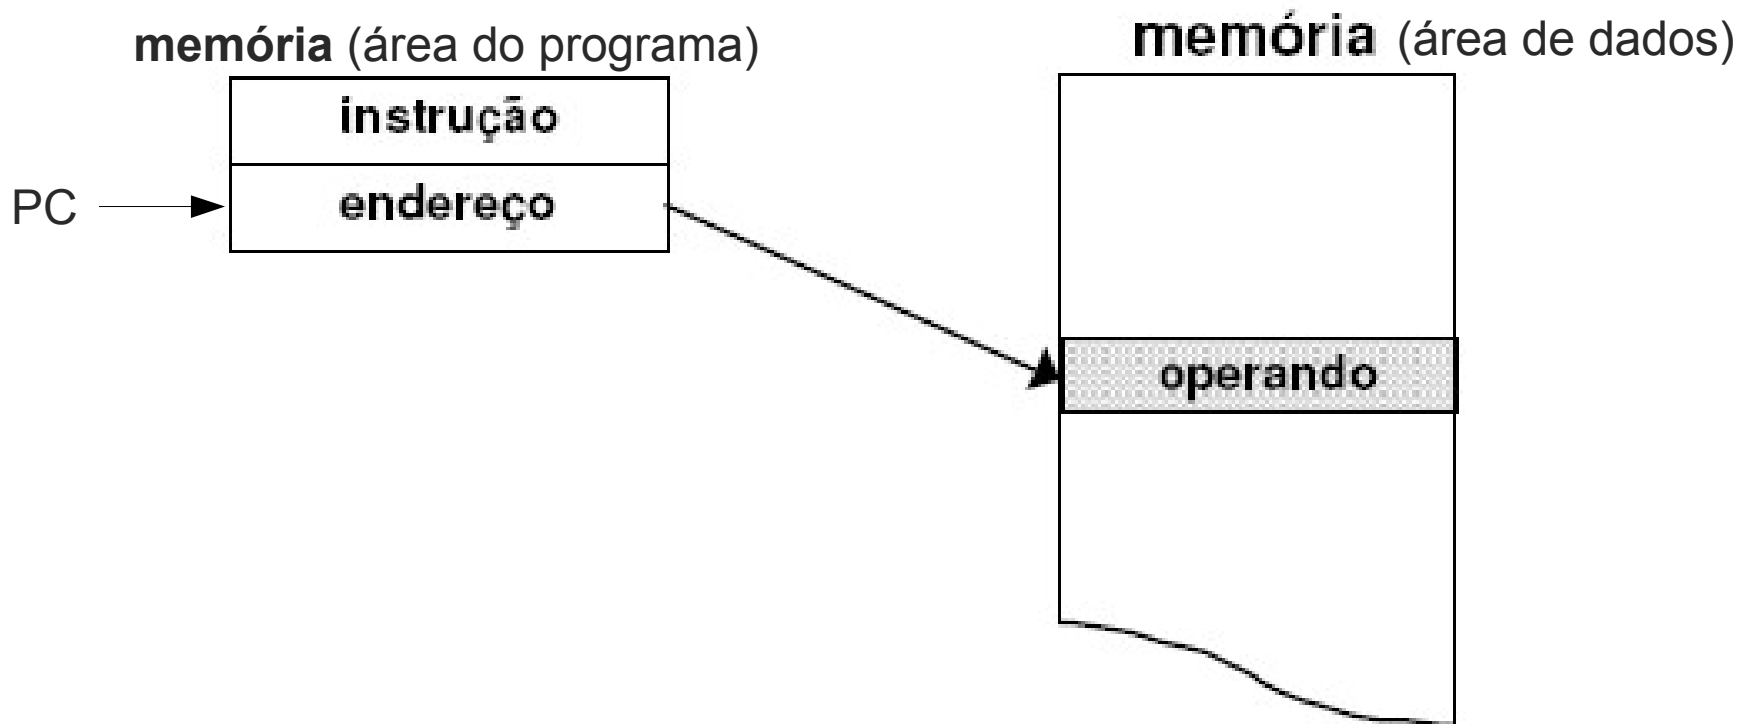 memória (área do programa)
memória (área de dados)
instrução
PC
endereço
operando